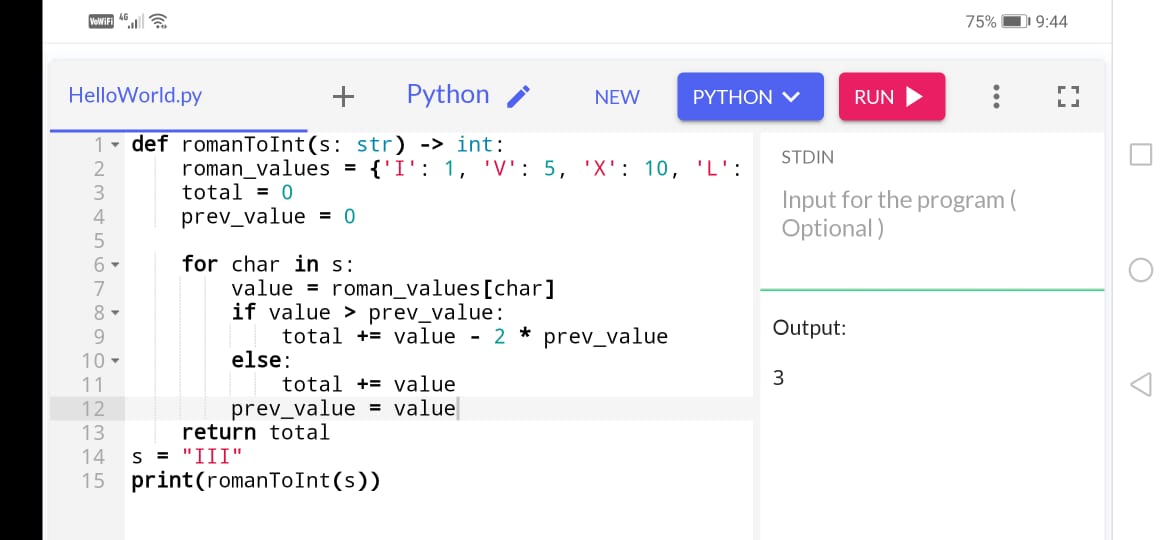 VoWiFi 4G 75% 9:44
HelloWorld.py + Python NEW PYTHON RUN
1 def romanToInt(s: str) -> int:
2     roman_values = {'I': 1, 'V': 5, 'X': 10, 'L':
3     total = 0
4     prev_value = 0
5
6     for char in s:
7         value = roman_values[char]
8         if value > prev_value:
9             total += value - 2 * prev_value
10         else:
11             total += value
12         prev_value = value
13     return total
14 s = "III"
15 print(romanToInt(s))
STDIN
Input for the program (
Optional )
Output:
3